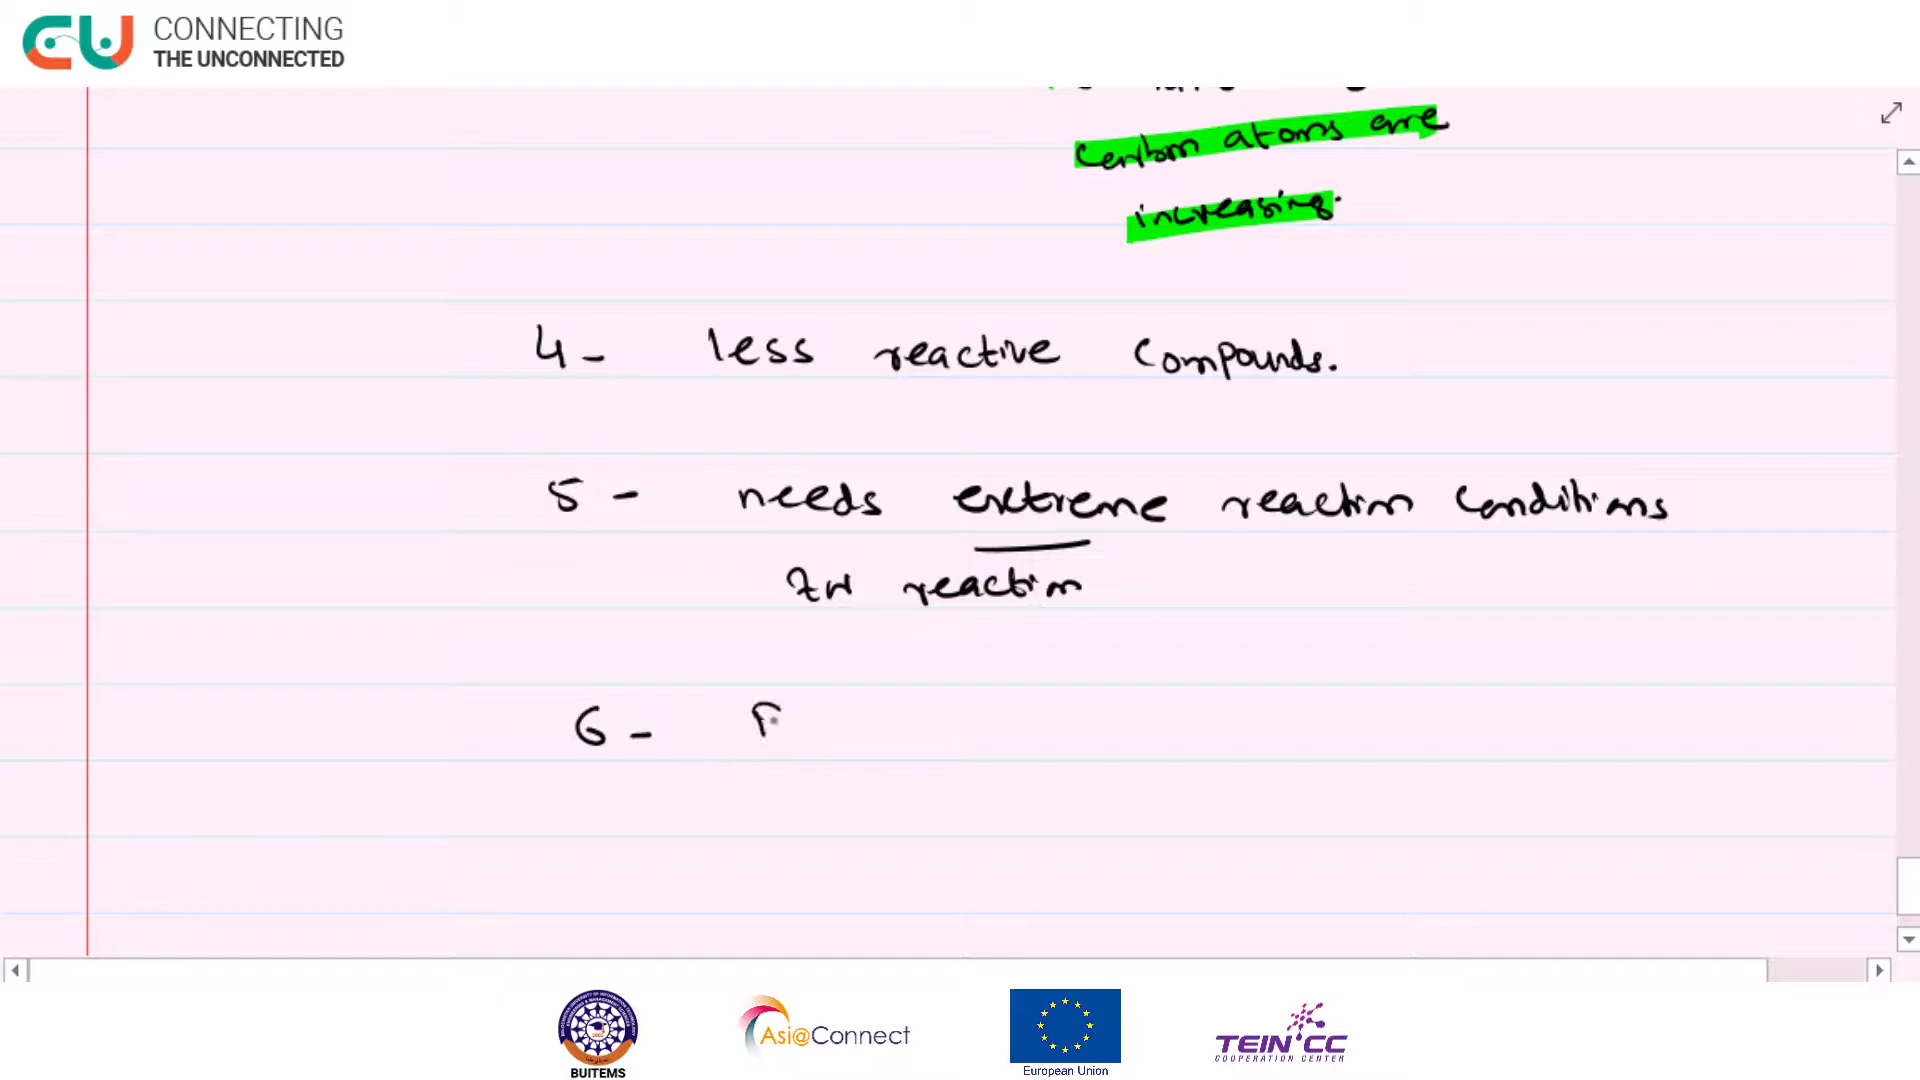 CONNECTING
THE UNCONNECTED
carbon atoms are
increasing.
4- less reactive compounds.
5- needs extreme reaction conditions
for reaction
6-
BUITEMS
Asi@Connect
European Union
TEIN*CC
COOPERATION CENTER